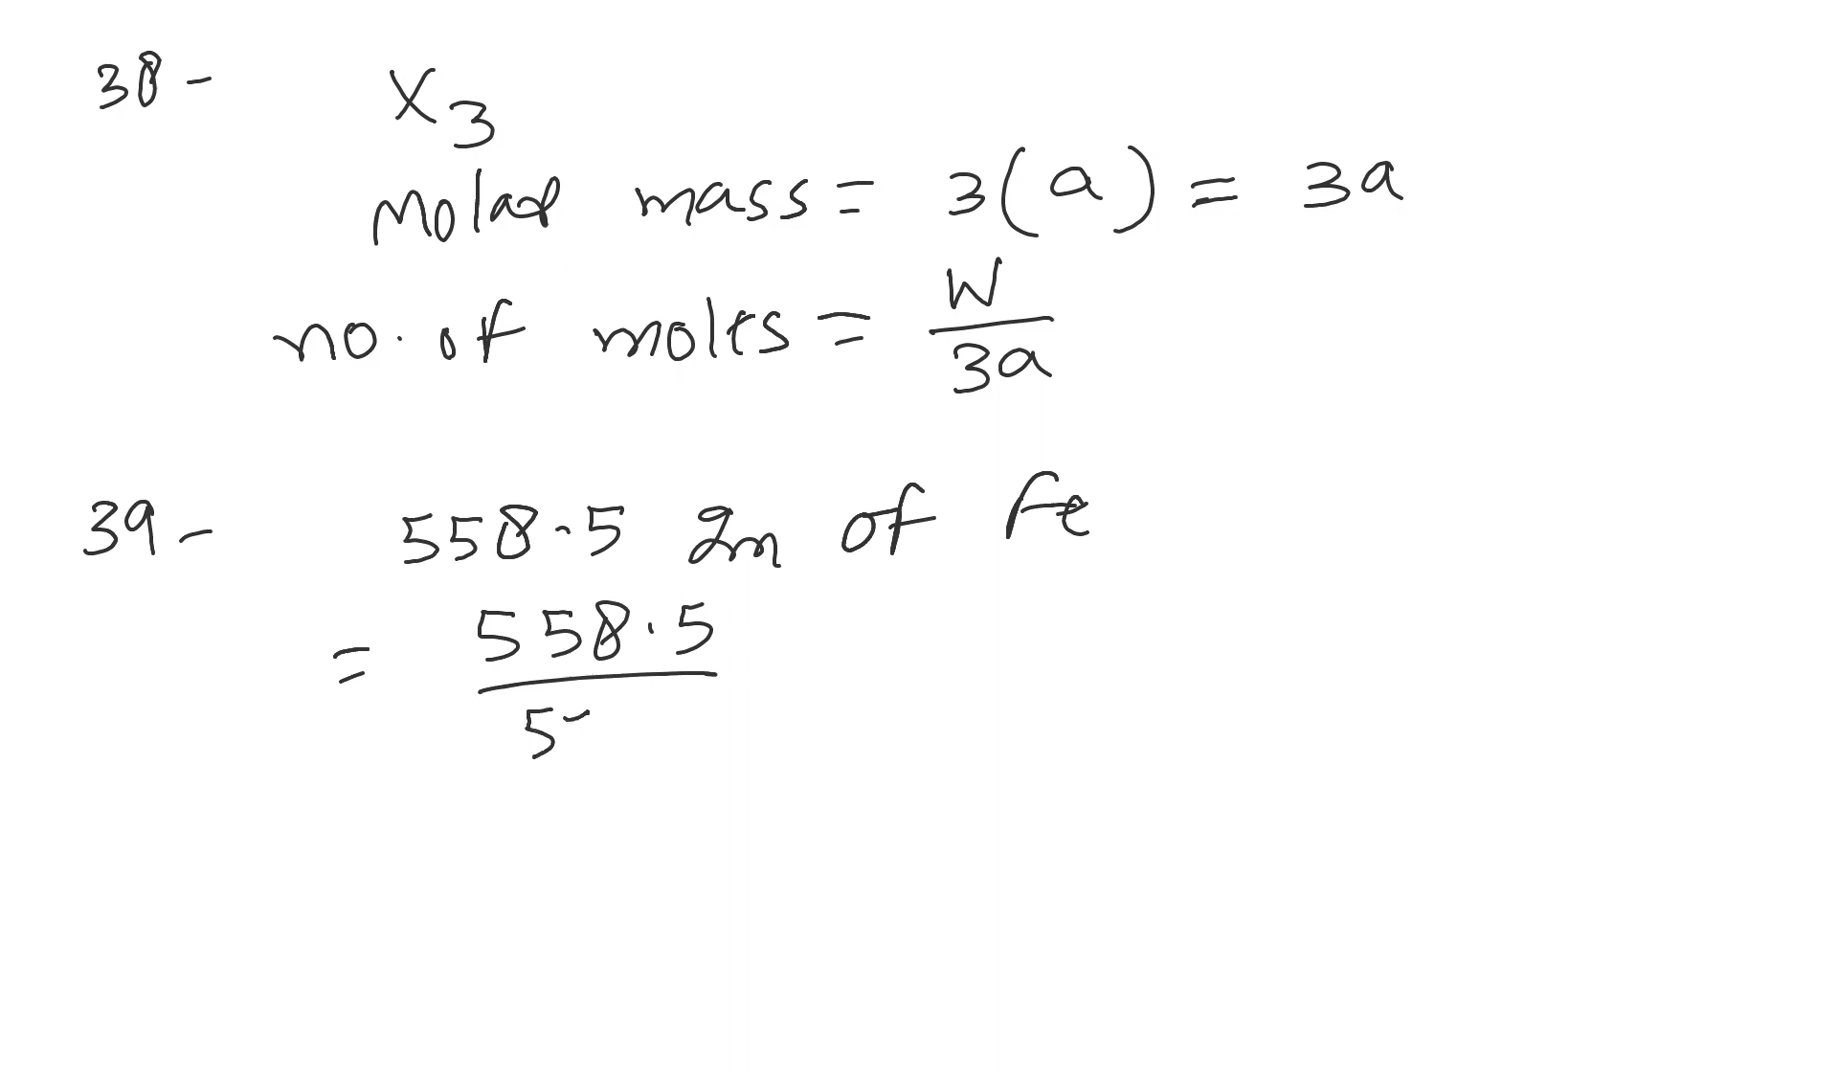 38- X3
Molar mass = 3(a) = 3a
no. of moles = W/3a
39- 558.5 gm of Fe
= 558.5/5